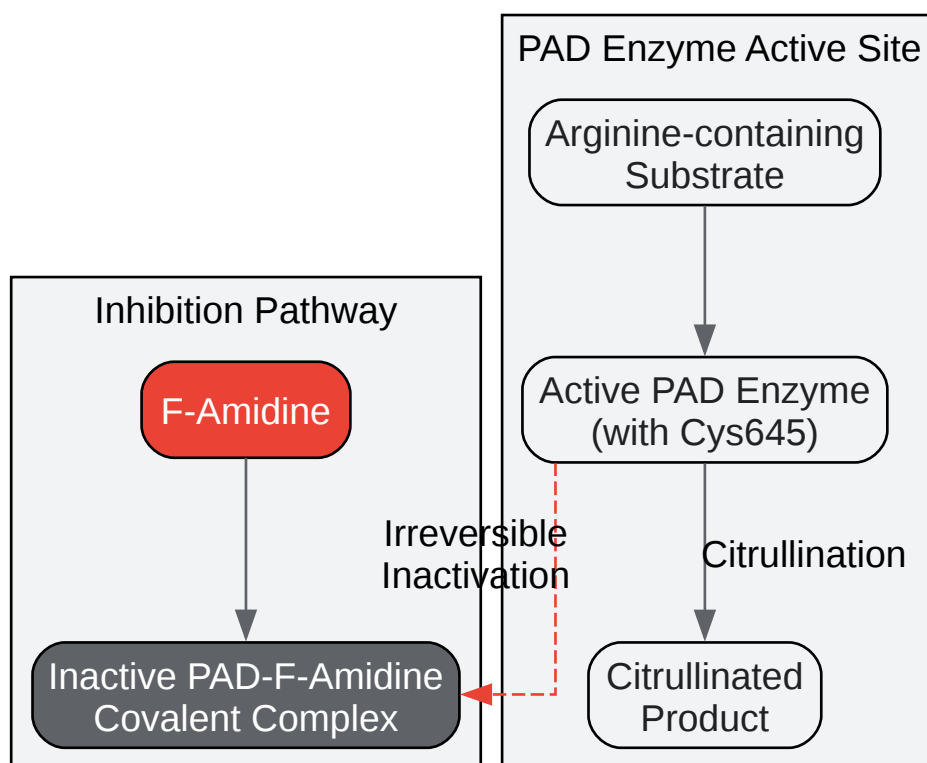 PAD Enzyme Active Site
Arginine-containing
Substrate
Inhibition Pathway
F-Amidine
Active PAD Enzyme
(with Cys645)
Irreversible
Inactivation
Citrullination
Inactive PAD-F-Amidine
Covalent Complex
Citrullinated
Product